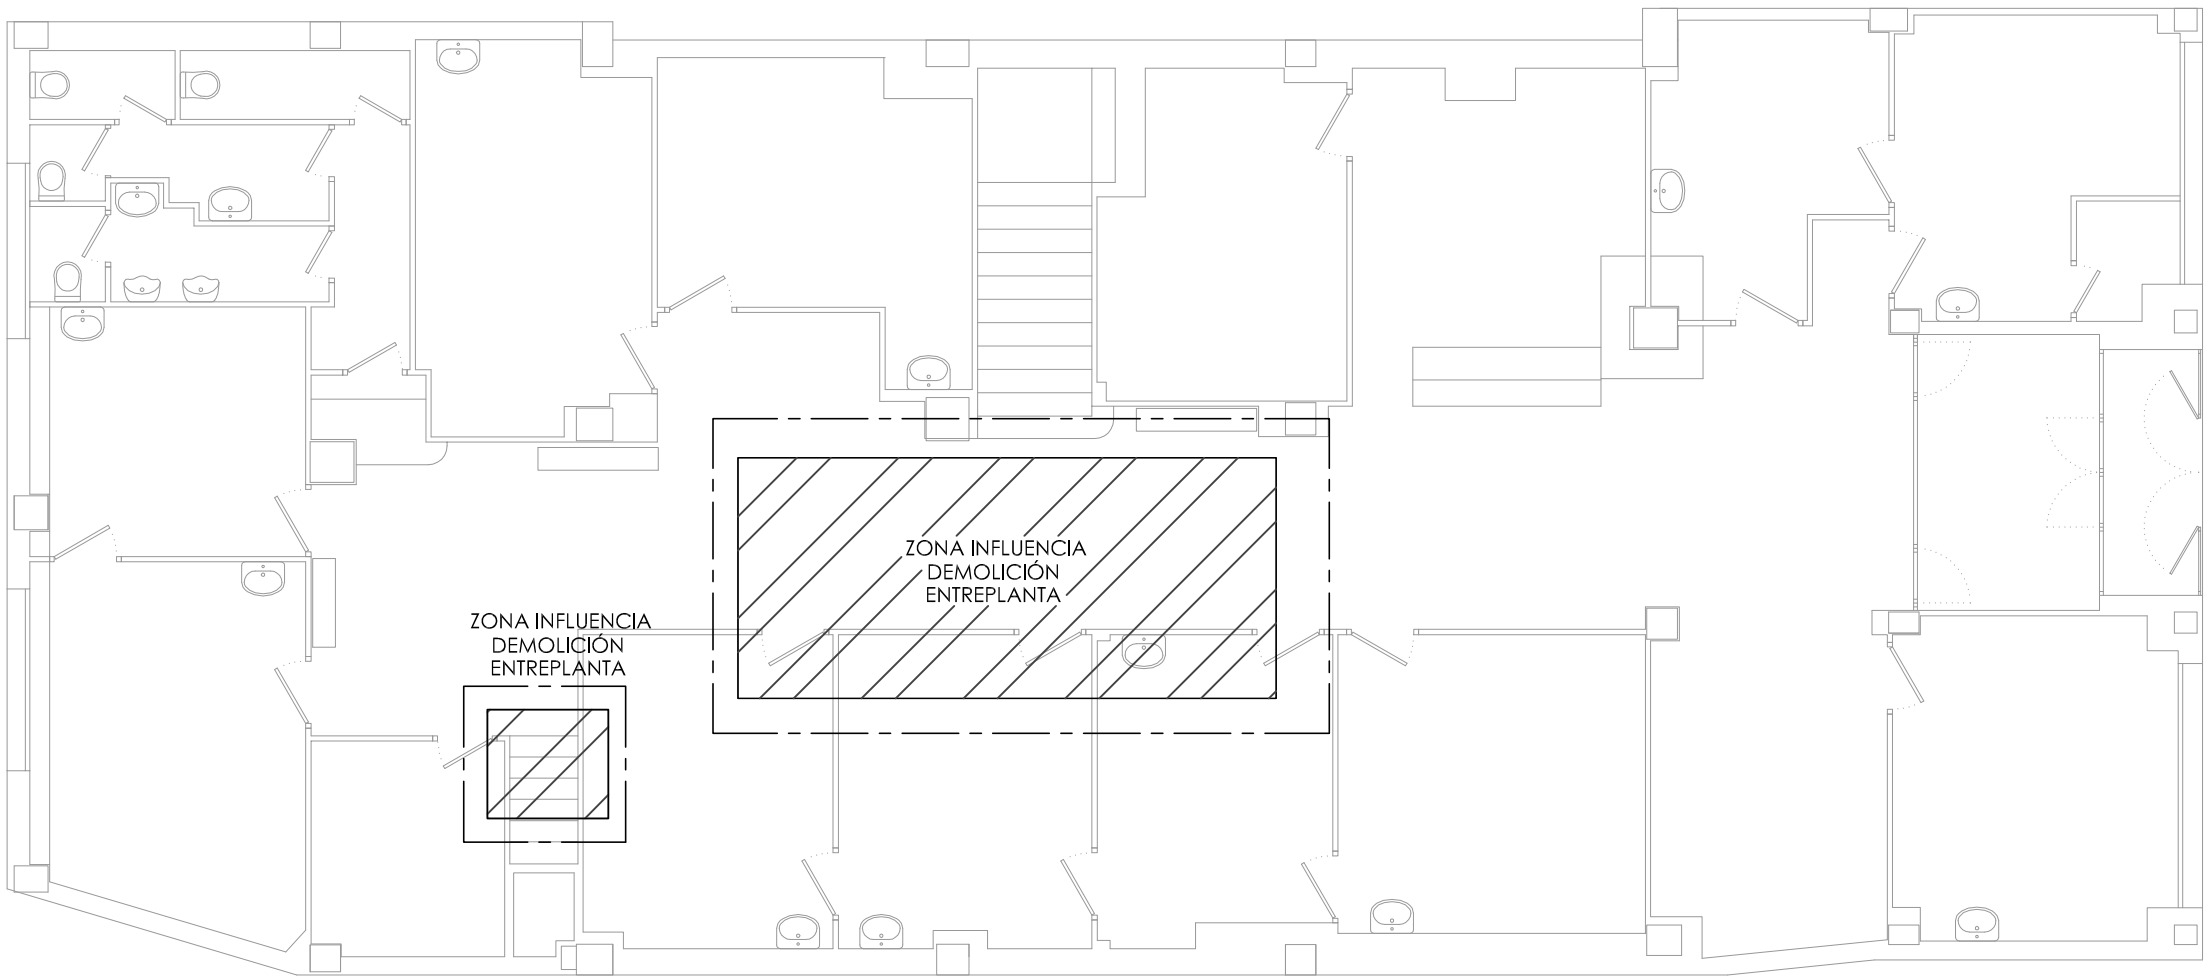 ZONA INFLUENCIA
DEMOLICIÓN
ENTREPLANTA
ZONA INFLUENCIA
DEMOLICIÓN
ENTREPLANTA